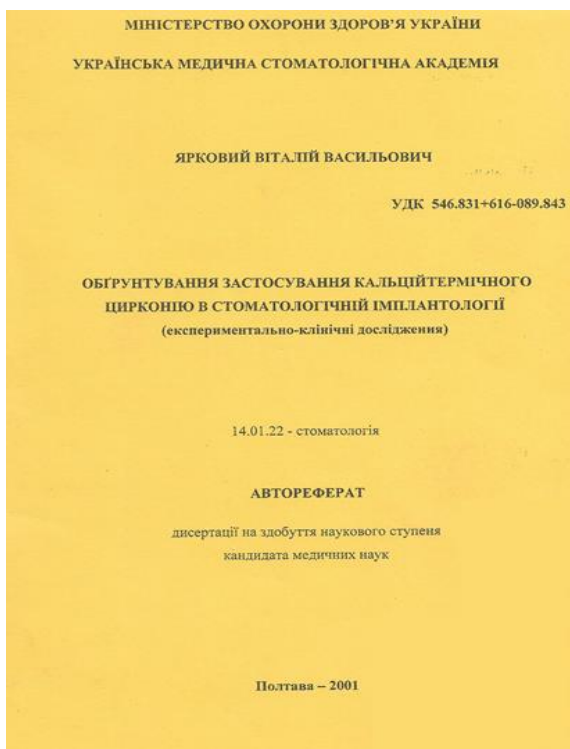 МІНІСТЕРСТВО ОХОРОНИ ЗДОРОВ'Я УКРАЇНИ
УКРАЇНСЬКА МЕДИЧНА СТОМАТОЛОГІЧНА АКАДЕМІЯ
ЯРКОВИЙ ВІТАЛІЙ ВАСИЛЬОВИЧ
УДК 546.831+616-089.843
ОБҐРУНТУВАННЯ ЗАСТОСУВАННЯ КАЛЬЦІЙТЕРМІЧНОГО
ЦИРКОНІЮ В СТОМАТОЛОГІЧНІЙ ІМПЛАНТОЛОГІЇ
(експериментально-клінічні дослідження)
14.01.22 - стоматологія
АВТОРЕФЕРАТ
дисертації на здобуття наукового ступеня
кандидата медичних наук
Полтава – 2001